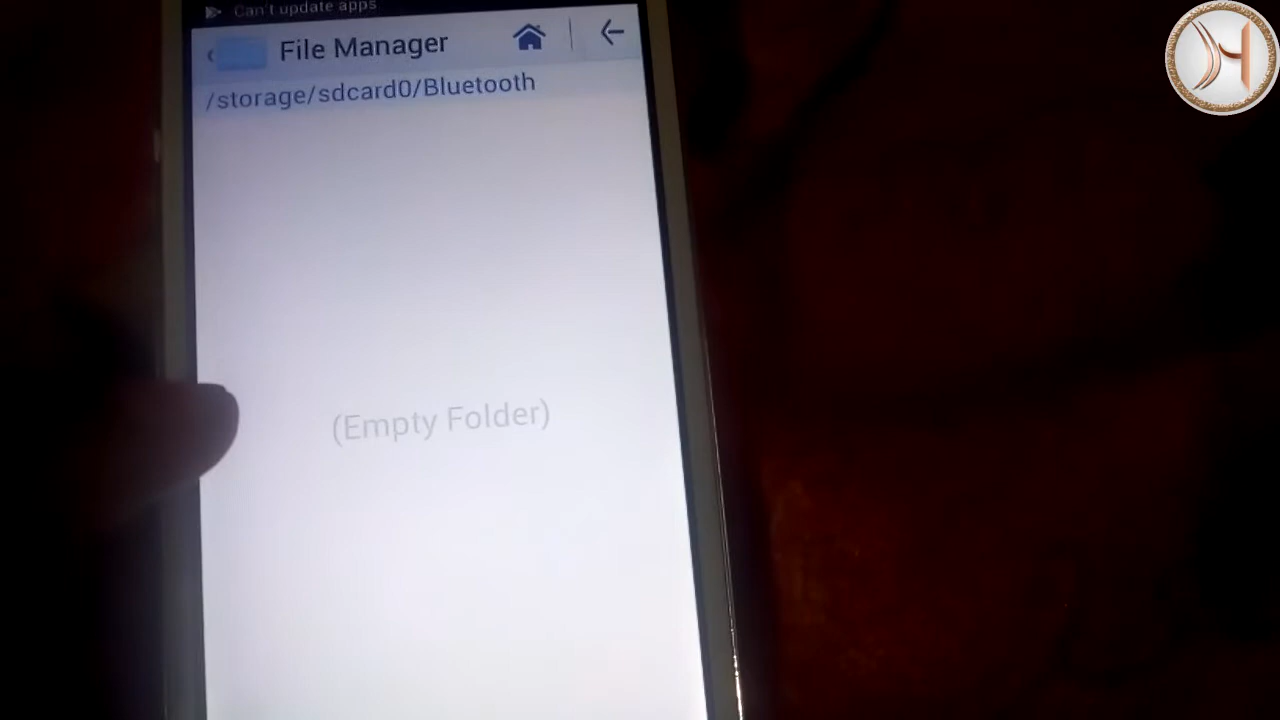 Can't update apps
File Manager
/storage/sdcard0/Bluetooth
(Empty Folder)